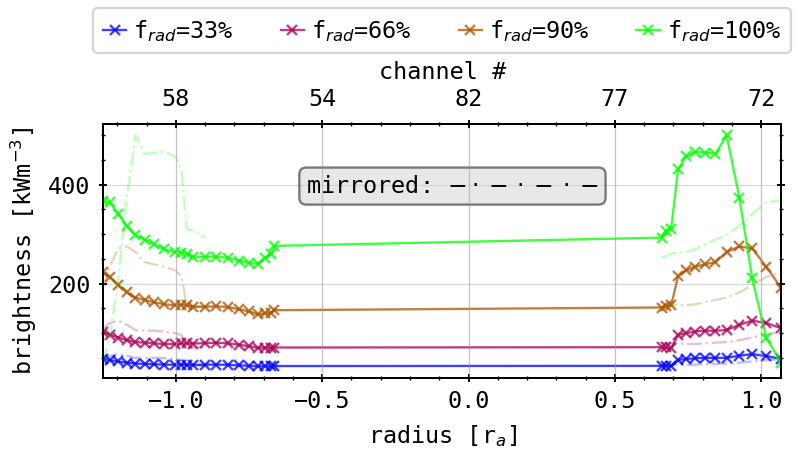 f_rad=33% f_rad=66% f_rad=90% f_rad=100%
channel #
58 54 82 77 72
brightness [kWm^-3]
400
200
mirrored: — · — · — · —
−1.0 −0.5 0.0 0.5 1.0
radius [r_a]